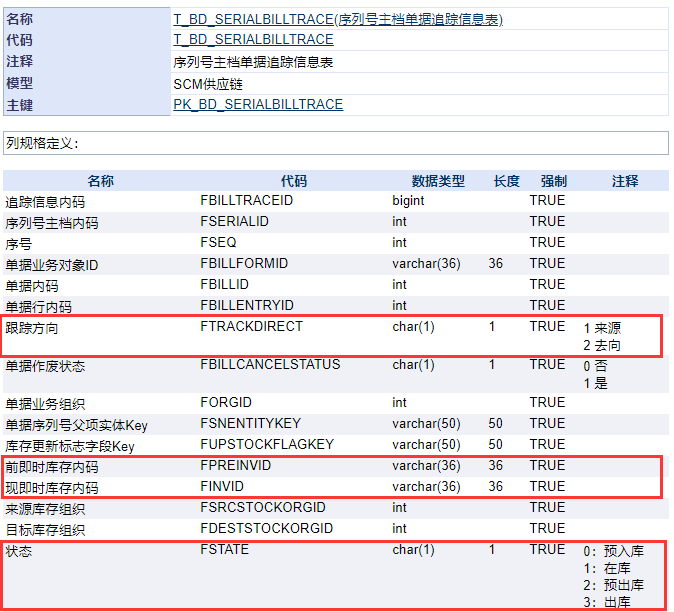 名称 T_BD_SERIALBILLTRACE(序列号主档单据追踪信息表)
代码 T_BD_SERIALBILLTRACE
注释 序列号主档单据追踪信息表
模型 SCM供应链
主键 PK_BD_SERIALBILLTRACE
列规格定义：
名称 代码 数据类型 长度 强制 注释
追踪信息内码 FBILLTRACEID bigint TRUE
序列号主档内码 FSERIALID int TRUE
序号 FSEQ int TRUE
单据业务对象ID FBILLFORMID varchar(36) 36 TRUE
单据内码 FBILLID int TRUE
单据行内码 FBILLENTRYID int TRUE
跟踪方向 FTRACKDIRECT char(1) 1 TRUE 1 来源
2 去向
单据作废状态 FBILLCANCELSTATUS char(1) 1 TRUE 0 否
1 是
单据业务组织 FORGID int TRUE
单据序列号父项实体Key FSNENTITYKEY varchar(50) 50 TRUE
库存更新标志字段Key FUPSTOCKFLAGKEY varchar(50) 50 TRUE
前即时库存内码 FPREINVID varchar(36) 36 TRUE
现即时库存内码 FINVID varchar(36) 36 TRUE
来源库存组织 FSRCSTOCKORGID int TRUE
目标库存组织 FDESTSTOCKORGID int TRUE
状态 FSTATE char(1) 1 TRUE 0：预入库
1：在库
2：预出库
3：出库